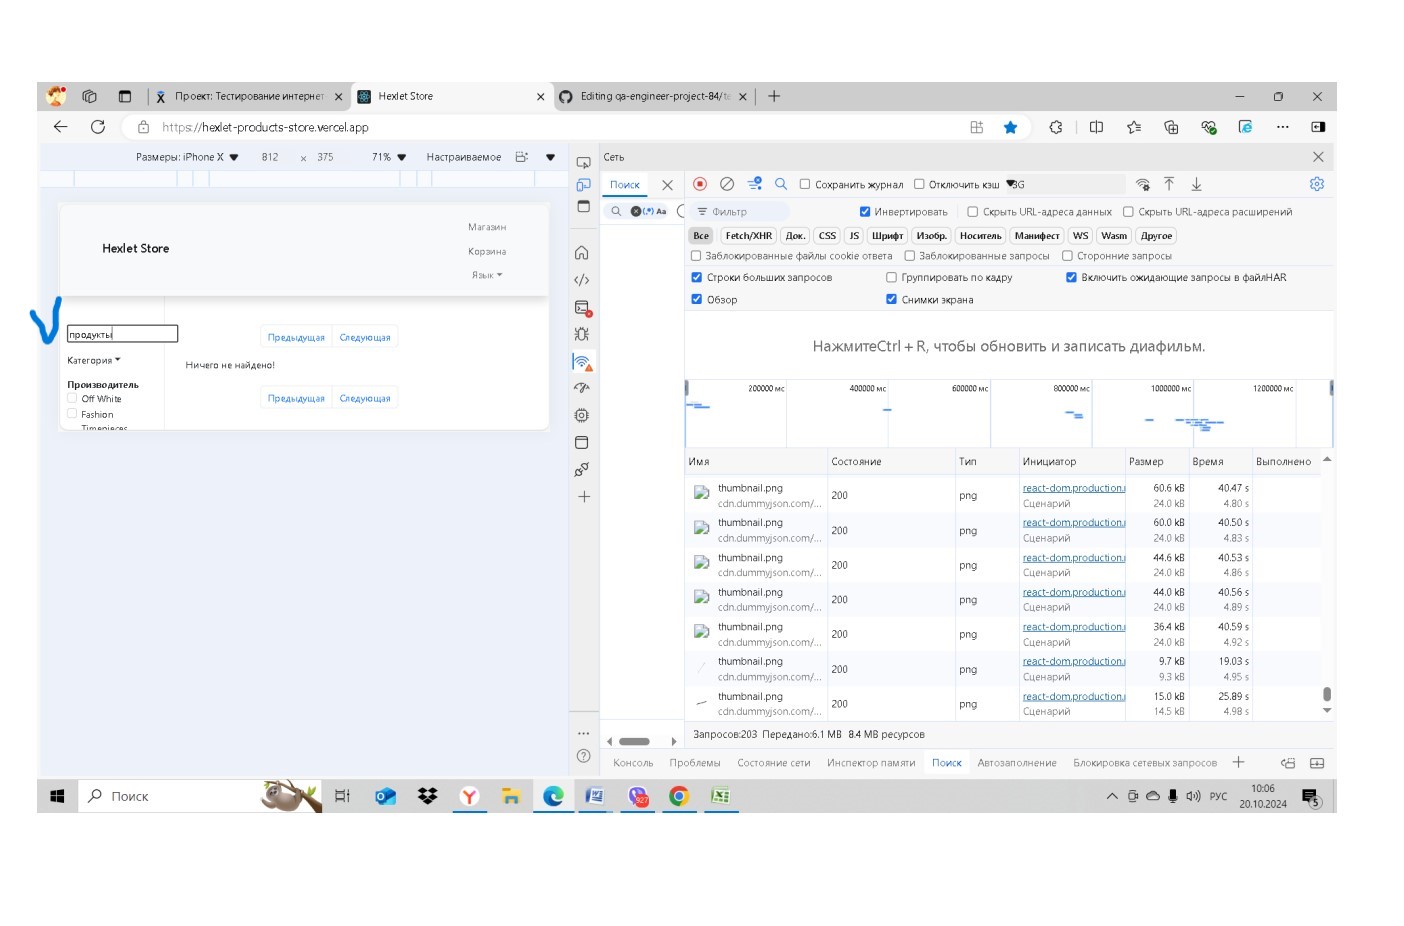 Проект: Тестирование интернет
Hexlet Store
Editing qa-engineer-project-84/te
https://hexlet-products-store.vercel.app
Размеры: iPhone X 812 x 375 71% Настраиваемое
Сеть
Поиск
Сохранить журнал Отключить кэш 3G
Aa
Фильтр Инвертировать Скрыть URL-адреса данных Скрыть URL-адреса расширений
Все Fetch/XHR Док. CSS JS Шрифт Изобр. Носитель Манифест WS Wasm Другое
Заблокированные файлы cookie ответа Заблокированные запросы Сторонние запросы
Строки больших запросов Группировать по кадру Включить ожидающие запросы в файлHAR
Обзор Снимки экрана
Hexlet Store
Магазин
Корзина
Язык
продукты
Предыдущая Следующая
Категория
Ничего не найдено!
Производитель
Off White
Предыдущая Следующая
Fashion
Timepieces
НажмитеCtrl + R, чтобы обновить и записать диафильм.
200000 мс 400000 мс 600000 мс 800000 мс 1000000 мс 1200000 мс
Имя Состояние Тип Инициатор Размер Время Выполнено
thumbnail.png 200 png react-dom.production.r 60.6 kB 40.47 s
cdn.dummyjson.com/... Сценарий 24.0 kB 4.80 s
thumbnail.png 200 png react-dom.production.r 60.0 kB 40.50 s
cdn.dummyjson.com/... Сценарий 24.0 kB 4.83 s
thumbnail.png 200 png react-dom.production.r 44.6 kB 40.53 s
cdn.dummyjson.com/... Сценарий 24.0 kB 4.86 s
thumbnail.png 200 png react-dom.production.r 44.0 kB 40.56 s
cdn.dummyjson.com/... Сценарий 24.0 kB 4.89 s
thumbnail.png 200 png react-dom.production.r 36.4 kB 40.59 s
cdn.dummyjson.com/... Сценарий 24.0 kB 4.92 s
thumbnail.png 200 png react-dom.production.r 9.7 kB 19.03 s
cdn.dummyjson.com/... Сценарий 9.3 kB 4.95 s
thumbnail.png 200 png react-dom.production.r 15.0 kB 25.89 s
cdn.dummyjson.com/... Сценарий 14.5 kB 4.98 s
Запросов:203 Передано:6.1 MB 8.4 MB ресурсов
Консоль Проблемы Состояние сети Инспектор памяти Поиск Автозаполнение Блокировка сетевых запросов
Поиск
927
РУС
10:06
20.10.2024
5